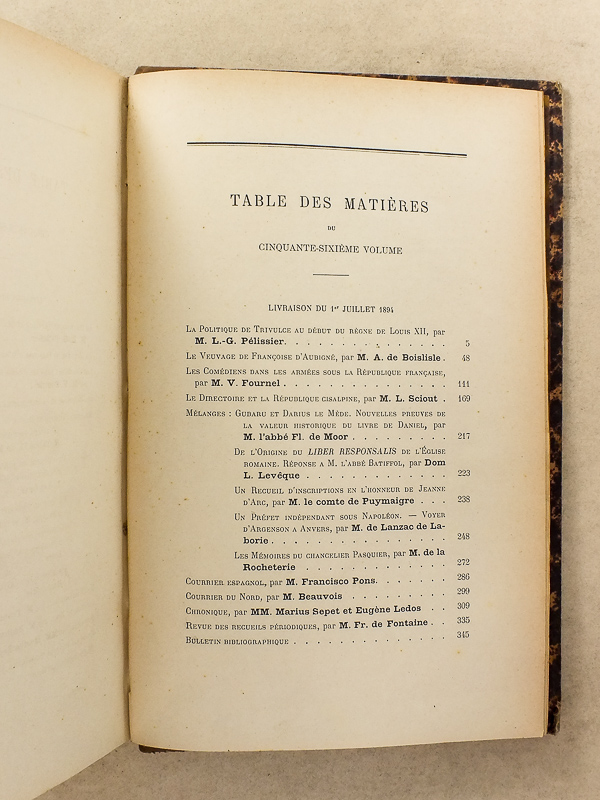 TABLE DES MATIÈRES
DU
CINQUANTE-SIXIÈME VOLUME
LIVRAISON DU 1er JUILLET 1894
La Politique de Trivulce au début du règne de Louis XII, par
M. L.-G. Pélissier. . . . . . . . . . . . . . 5
Le Veuvage de Françoise d'Aubigné, par M. A. de Boislisle . 48
Les Comédiens dans les armées sous la République française,
par M. V. Fournel . . . . . . . . . . . . . . 111
Le Directoire et la République cisalpine, par M. L. Sciout . 169
Mélanges : Gubaru et Darius le Mède. Nouvelles preuves de
la valeur historique du livre de Daniel, par
M. l'abbé Fl. de Moor . . . . . . . . . 217
De l'Origine du LIBER RESPONSALIS de l'Église
romaine. Réponse a M. l'abbé Batiffol, par Dom
L. Levêque . . . . . . . . . . . . . 223
Un Recueil d'inscriptions en l'honneur de Jeanne
d'Arc, par M. le comte de Puymaigre . . . 238
Un Préfet indépendant sous Napoléon. — Voyer
d'Argenson a Anvers, par M. de Lanzac de La-
borie . . . . . . . . . . . . . . . . 248
Les Mémoires du chancelier Pasquier, par M. de la
Rocheterie . . . . . . . . . . . . . 272
Courrier espagnol, par M. Francisco Pons. . . . . . . 286
Courrier du Nord, par M. Beauvois . . . . . . . . . 299
Chronique, par MM. Marius Sepet et Eugène Ledos . . 309
Revue des recueils périodiques, par M. Fr. de Fontaine . . 335
Bulletin bibliographique . . . . . . . . . . . . . . 345